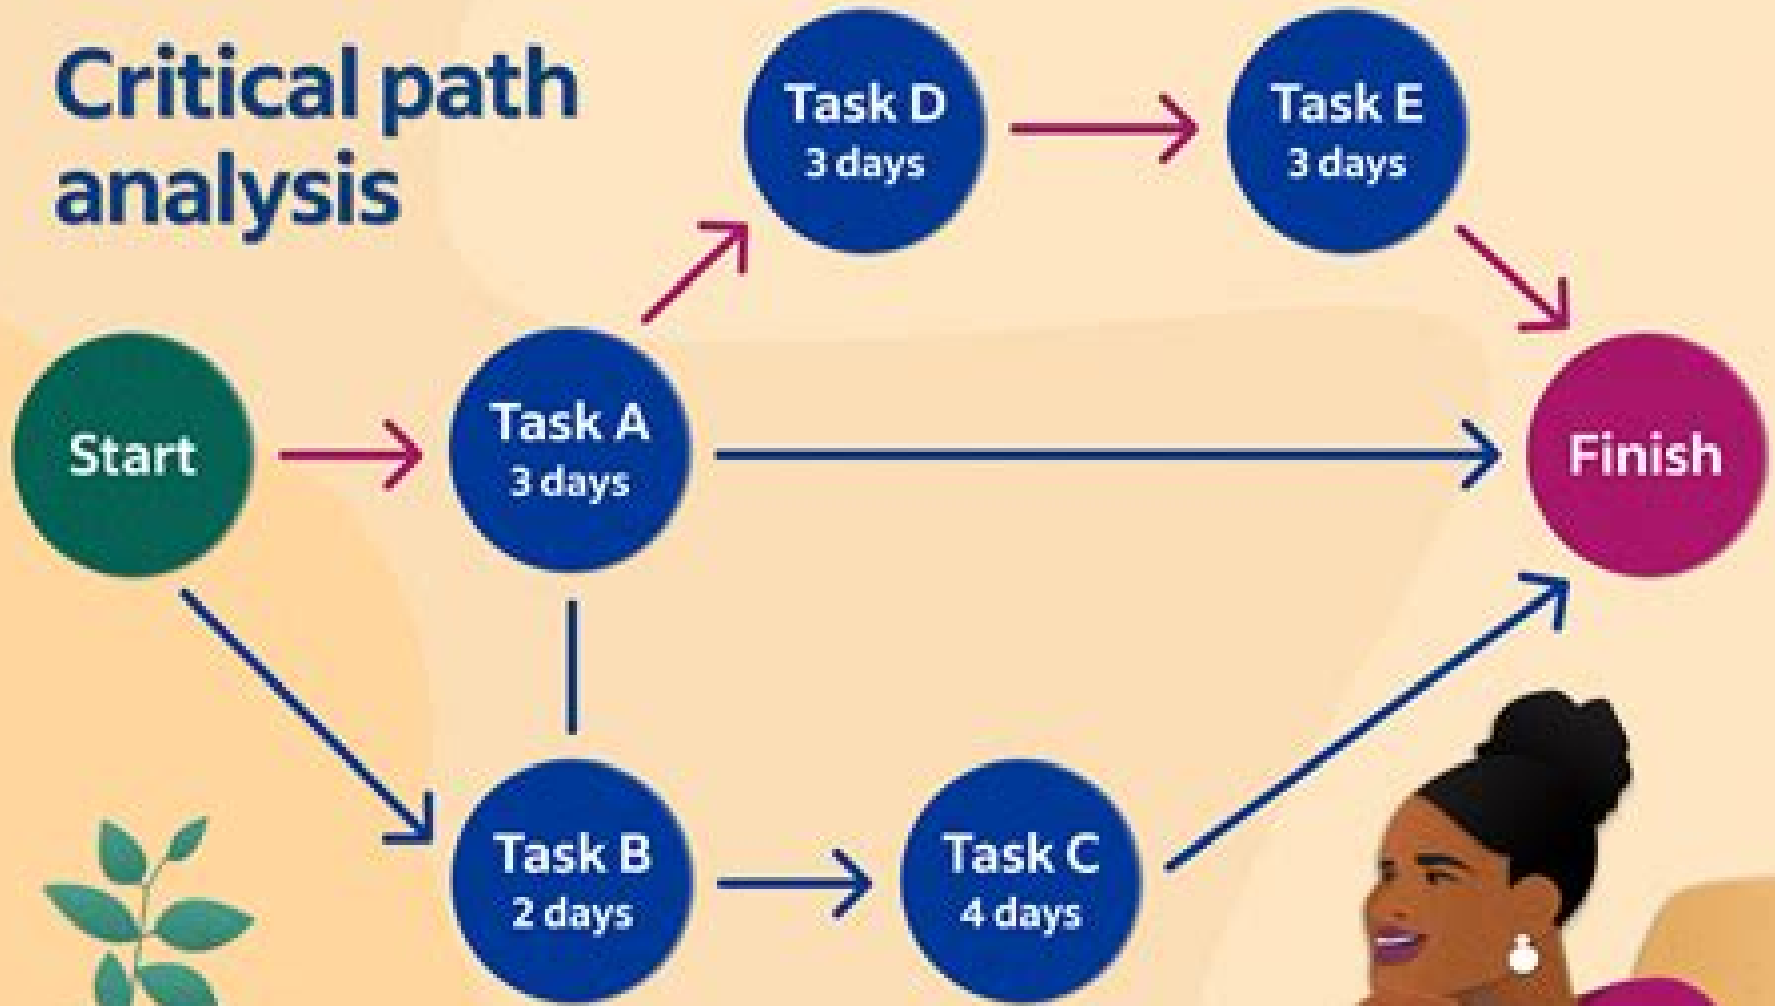 Critical path
analysis
Task D
3 days
Task E
3 days
Start
Task A
3 days
Finish
Task B
2 days
Task C
4 days